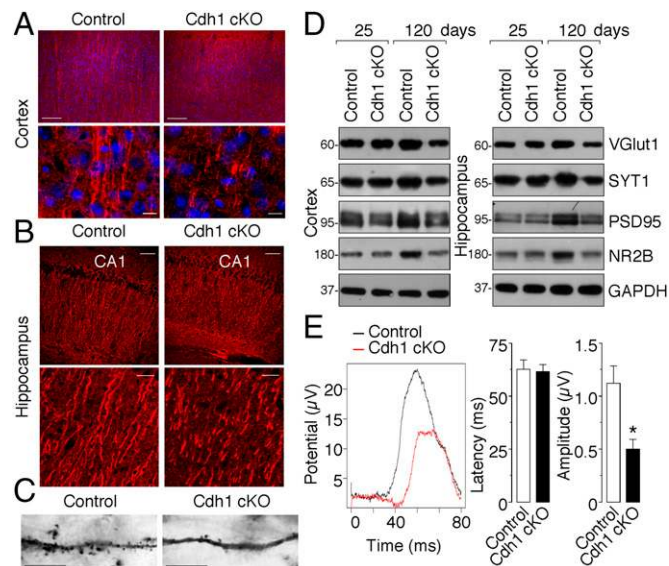 A
Control
Cdh1 cKO
Cortex
B
Control
Cdh1 cKO
CA1
CA1
Hippocampus
C
Control
Cdh1 cKO
D
25
120 days
25
120 days
Control
Cdh1 cKO
Control
Cdh1 cKO
Control
Cdh1 cKO
Control
Cdh1 cKO
Cortex
Hippocampus
60-
60-
VGlut1
65-
65-
SYT1
95-
95-
PSD95
180-
180-
NR2B
37-
37-
GAPDH
E
Control
Cdh1 cKO
Potential (µV)
20
15
10
5
0
40
60
80
Time (ms)
Latency (ms)
75
50
25
0
Control
Cdh1 cKO
Amplitude (µV)
1.5
1.0
0.5
0
*
Control
Cdh1 cKO